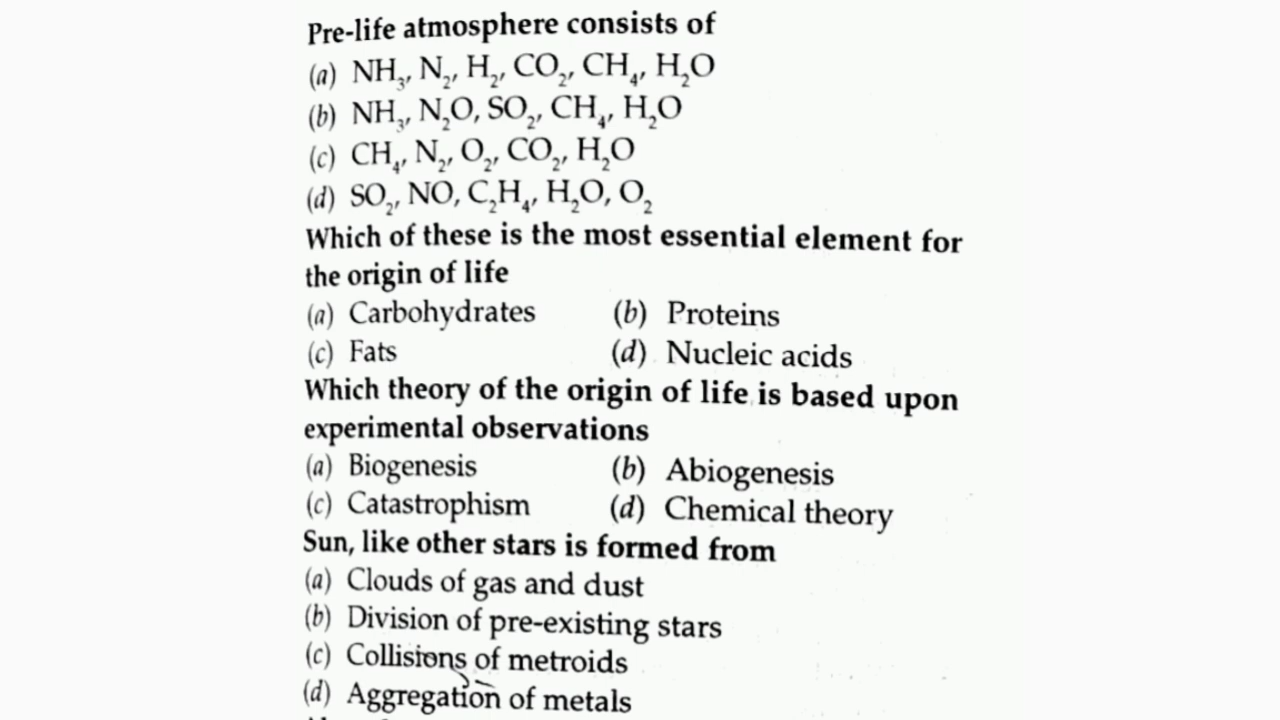 Pre-life atmosphere consists of
(a) NH₃, N₂, H₂, CO₂, CH₄, H₂O
(b) NH₃, N₂O, SO₂, CH₄, H₂O
(c) CH₄, N₂, O₂, CO₂, H₂O
(d) SO₂, NO, C₂H₄, H₂O, O₂
Which of these is the most essential element for
the origin of life
(a) Carbohydrates (b) Proteins
(c) Fats (d) Nucleic acids
Which theory of the origin of life is based upon
experimental observations
(a) Biogenesis (b) Abiogenesis
(c) Catastrophism (d) Chemical theory
Sun, like other stars is formed from
(a) Clouds of gas and dust
(b) Division of pre-existing stars
(c) Collisions of metroids
(d) Aggregation of metals